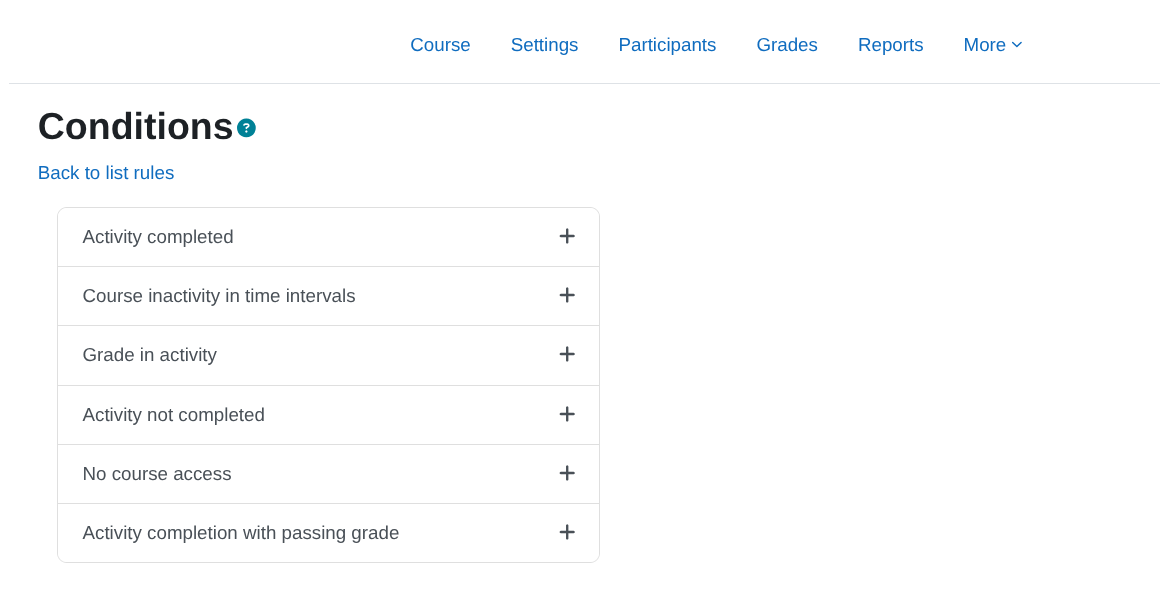 Course Settings Participants Grades Reports More
Conditions ?
Back to list rules
Activity completed
Course inactivity in time intervals
Grade in activity
Activity not completed
No course access
Activity completion with passing grade